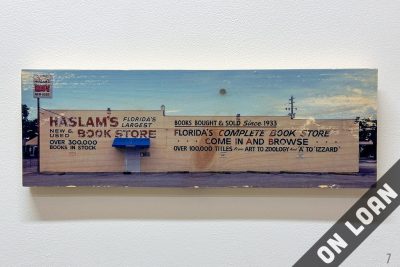 HASLAM'S
FLORIDA'S
LARGEST
NEW &
USED
BOOK STORE
OVER 300,000
BOOKS IN STOCK
BOOKS BOUGHT & SOLD Since 1933
FLORIDA'S COMPLETE BOOK STORE
COME IN AND BROWSE
OVER 100,000 TITLES from ART TO ZOOLOGY and 'A' TO 'IZZARD'
ON LOAN
7